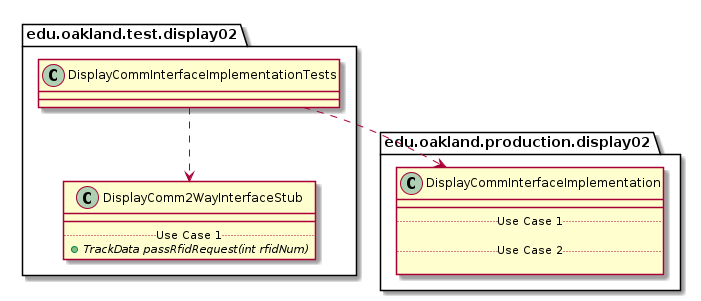 edu.oakland.test.display02
C DisplayCommInterfaceImplementationTests
C DisplayComm2WayInterfaceStub
Use Case 1
TrackData passRfidRequest(int rfidNum)
edu.oakland.production.display02
C DisplayCommInterfaceImplementation
Use Case 1
Use Case 2